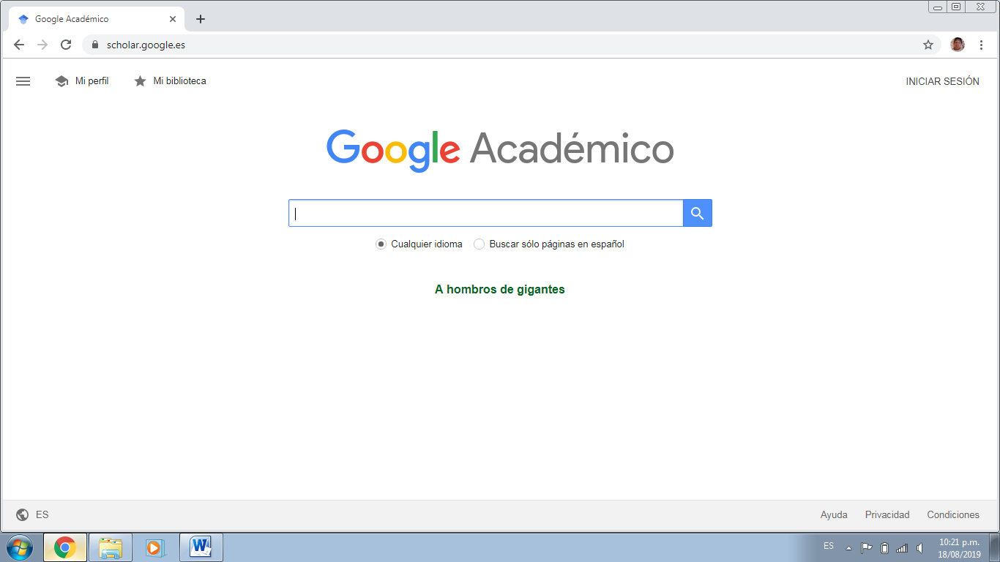 Google Académico
scholar.google.es
Mi perfil
Mi biblioteca
INICIAR SESIÓN
Google Académico
Cualquier idioma
Buscar sólo páginas en español
A hombros de gigantes
ES
Ayuda
Privacidad
Condiciones
ES
10:21 p.m.
18/08/2019